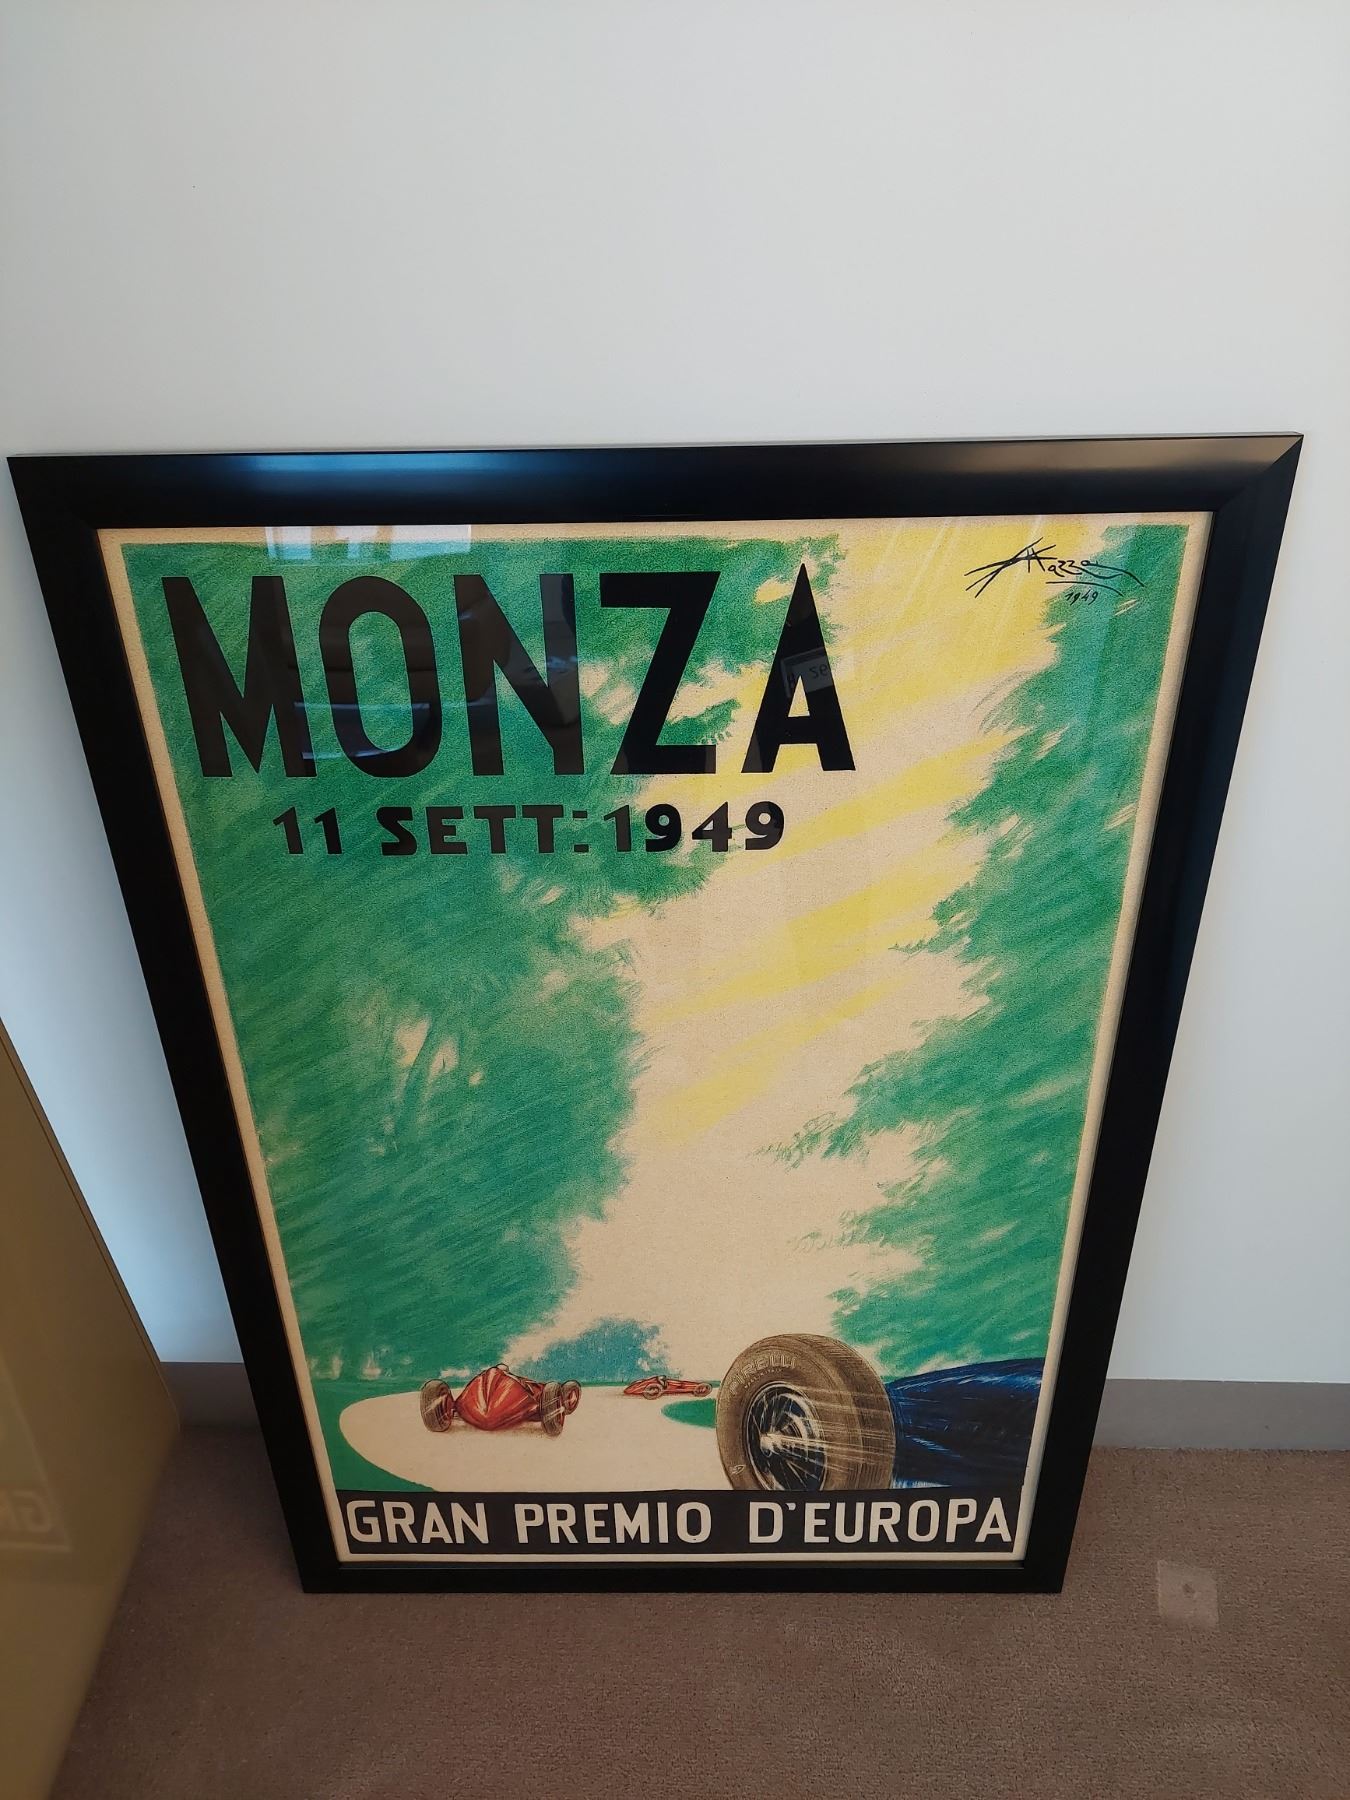 MONZA
11 SETT: 1949
1949
PIRELLI
GRAN PREMIO D'EUROPA